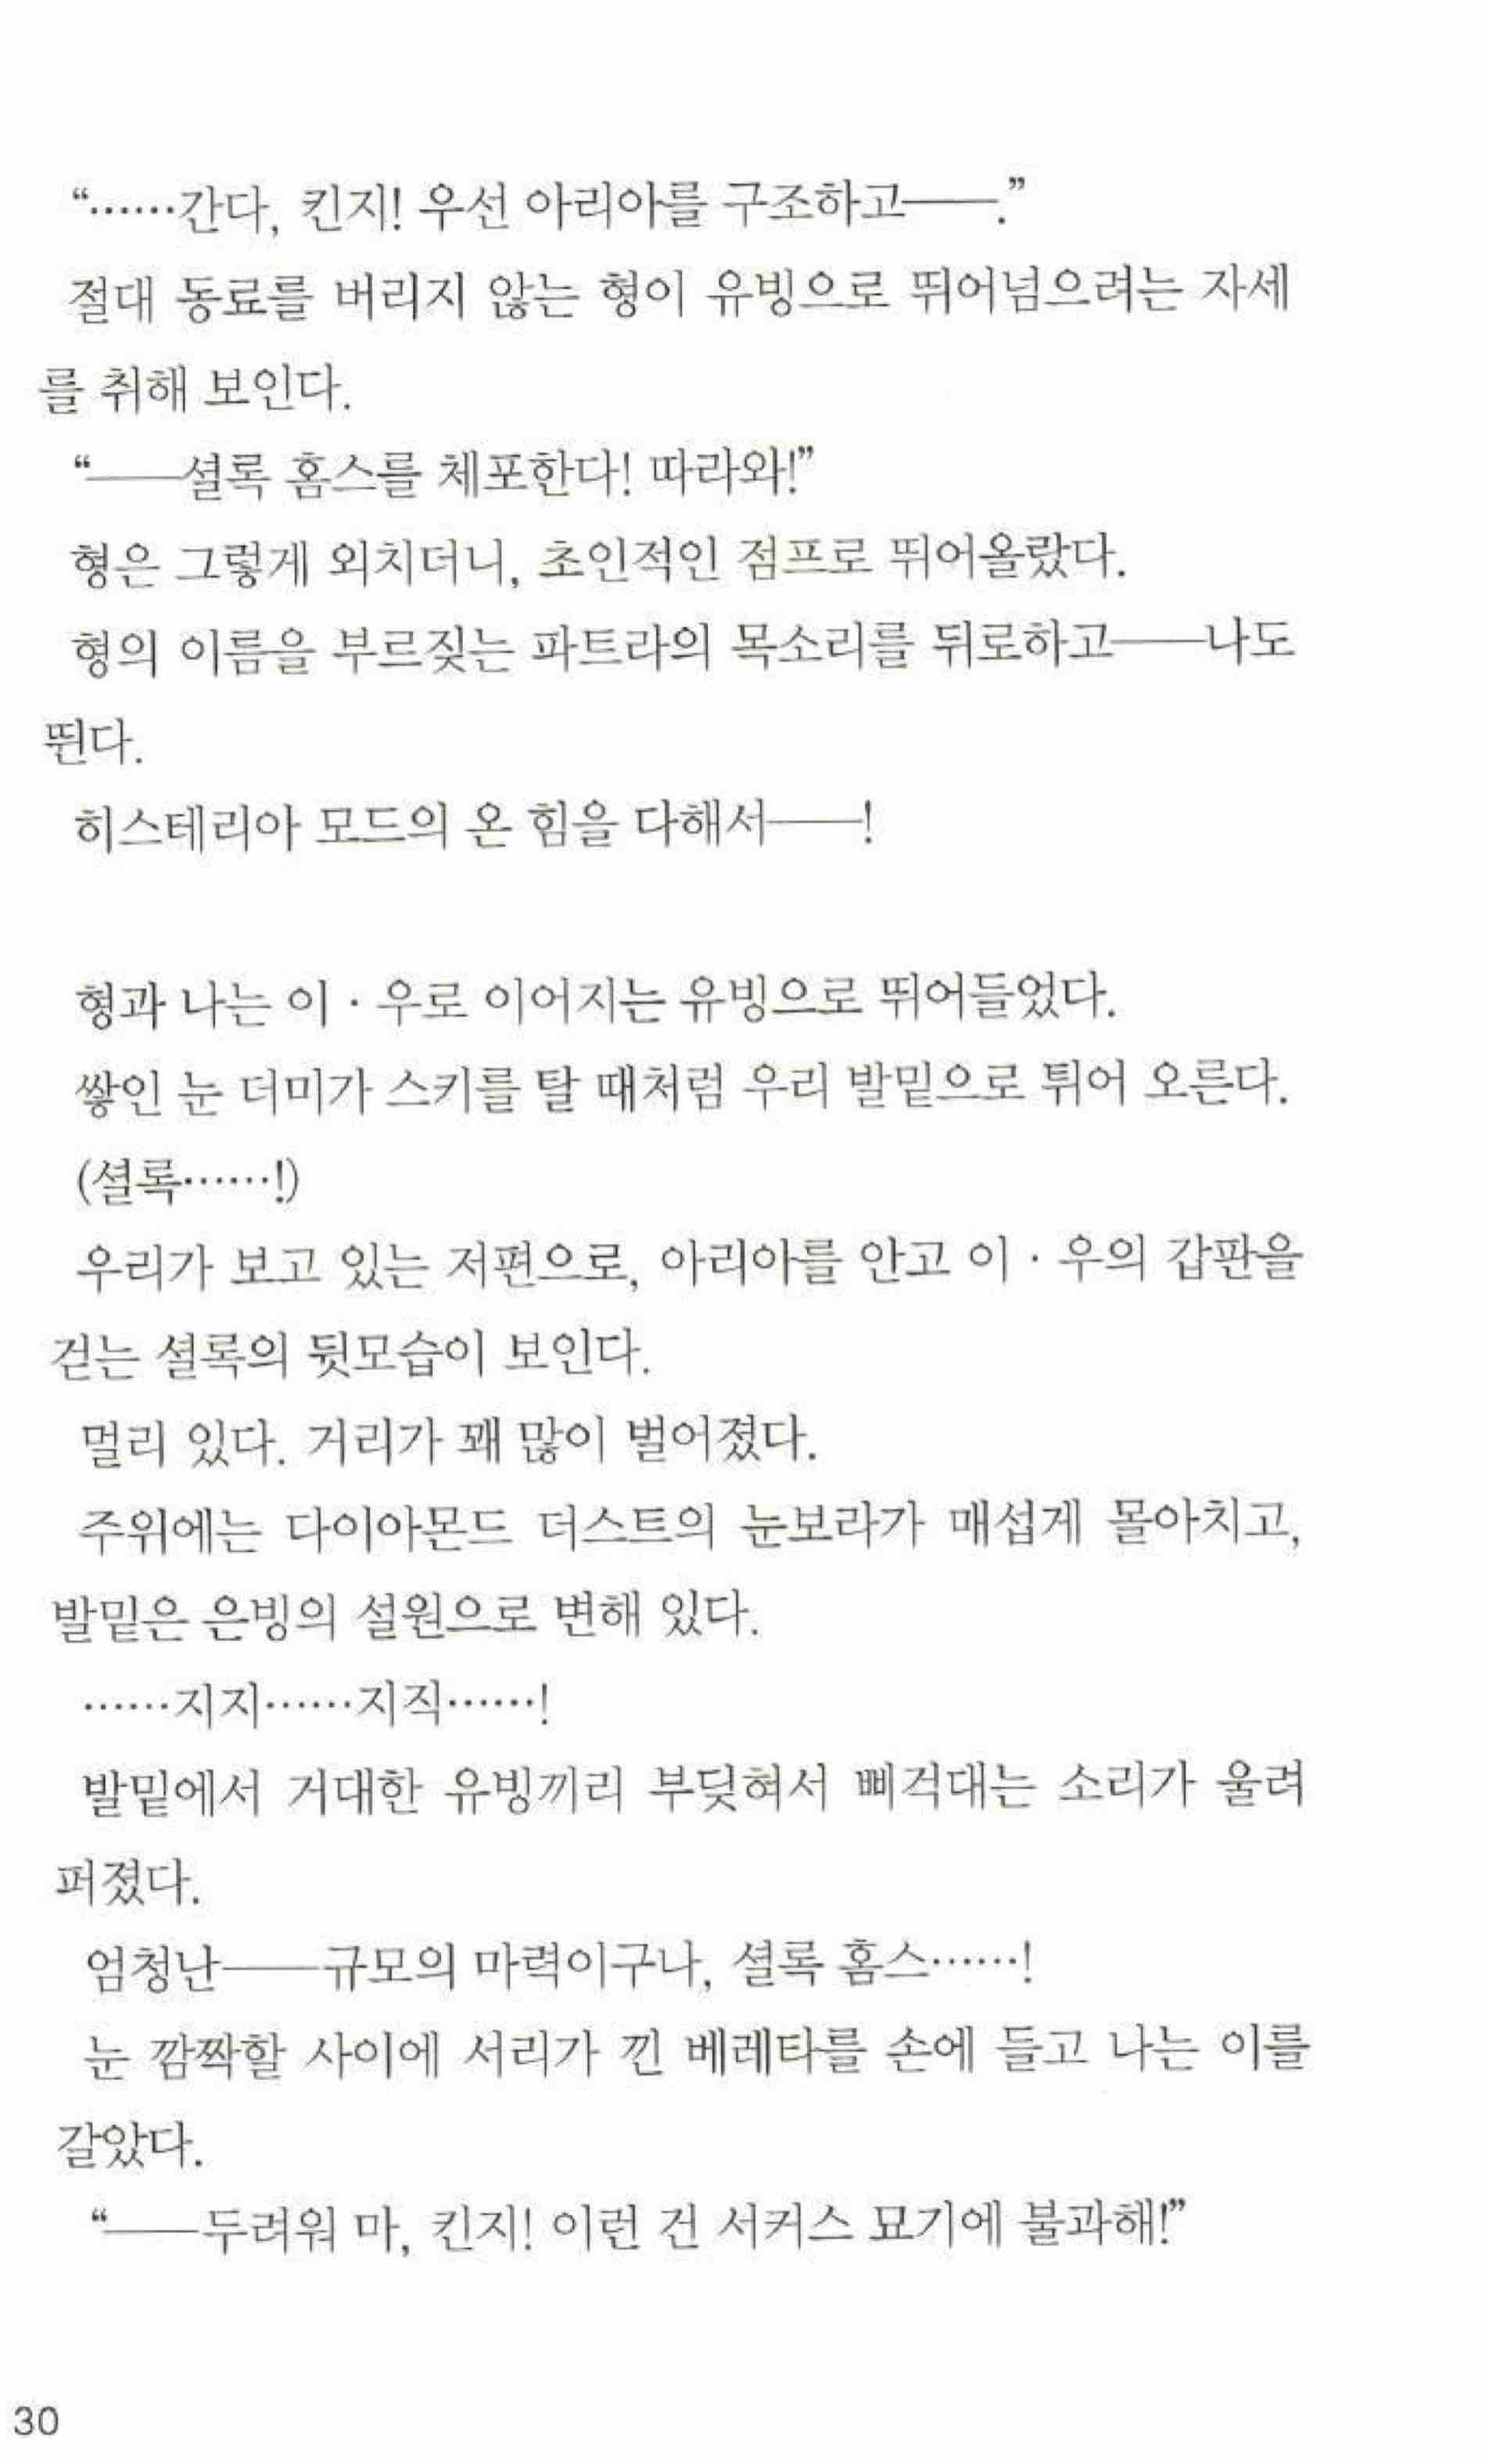 “……간다, 킨지! 우선 아리아를 구조하고──.”
절대 동료를 버리지 않는 형이 유빙으로 뛰어넘으려는 자세
를 취해 보인다.
“──셜록 홈스를 체포한다! 따라와!”
형은 그렇게 외치더니, 초인적인 점프로 뛰어올랐다.
형의 이름을 부르짖는 파트라의 목소리를 뒤로하고──나도
뛴다.
히스테리아 모드의 온 힘을 다해서──!
형과 나는 이 · 우로 이어지는 유빙으로 뛰어들었다.
쌓인 눈 더미가 스키를 탈 때처럼 우리 발밑으로 튀어 오른다.
(셜록……!)
우리가 보고 있는 저편으로, 아리아를 안고 이 · 우의 갑판을
걷는 셜록의 뒷모습이 보인다.
멀리 있다. 거리가 꽤 많이 벌어졌다.
주위에는 다이아몬드 더스트의 눈보라가 매섭게 몰아치고,
발밑은 은빙의 설원으로 변해 있다.
……지지……지직……!
발밑에서 거대한 유빙끼리 부딪혀서 삐걱대는 소리가 울려
퍼졌다.
엄청난──규모의 마력이구나, 셜록 홈스……!
눈 깜짝할 사이에 서리가 낀 베레타를 손에 들고 나는 이를
갈았다.
“──두려워 마, 킨지! 이런 건 서커스 묘기에 불과해!”
30